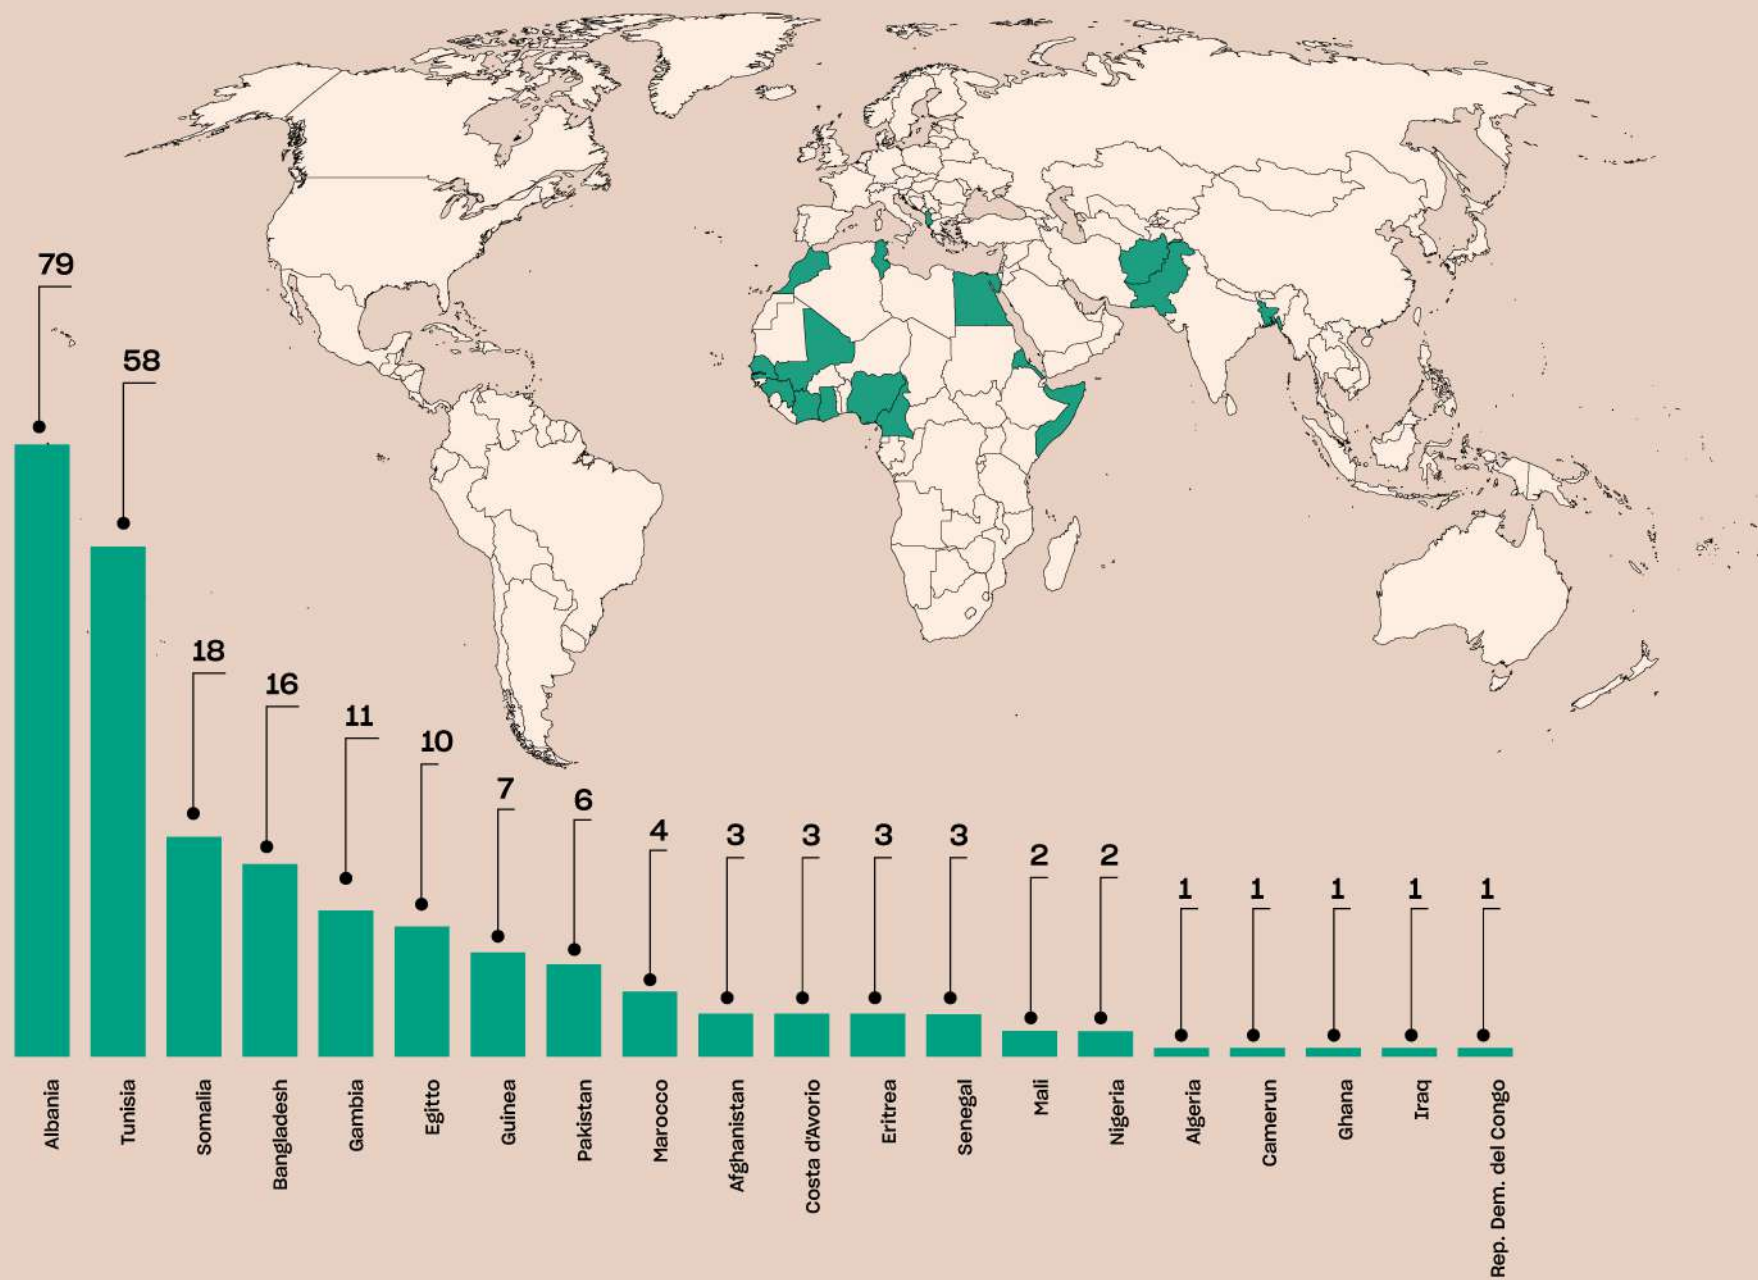 79
58
18
16
11
10
7
6
4
3
3
3
3
2
2
1
1
1
1
1
Albania
Tunisia
Somalia
Bangladesh
Gambia
Egitto
Guinea
Pakistan
Marocco
Afghanistan
Costa d'Avorio
Eritrea
Senegal
Mali
Nigeria
Algeria
Camerun
Ghana
Iraq
Rep. Dem. del Congo